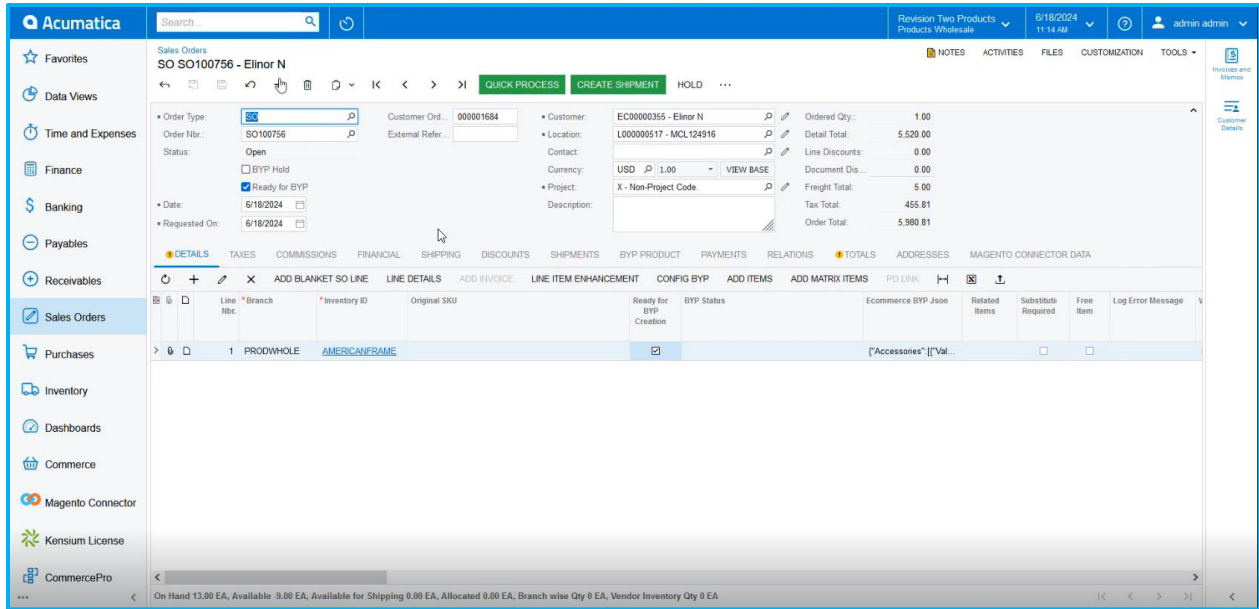 Acumatica
Search...
Revision Two Products
Products Wholesale
6/18/2024
11:14 AM
admin admin
Favorites
Data Views
Time and Expenses
Finance
Banking
Payables
Receivables
Sales Orders
Purchases
Inventory
Dashboards
Commerce
Magento Connector
Kensium License
CommercePro
Sales Orders
SO SO100756 - Elinor N
NOTES ACTIVITIES FILES CUSTOMIZATION TOOLS
QUICK PROCESS CREATE SHIPMENT HOLD
Order Type: SO
Order Nbr.: SO100756
Status: Open
BYP Hold
Ready for BYP
Date: 6/18/2024
Requested On: 6/18/2024
Customer Ord... 000001684
External Refer...
Customer: EC00000355 - Elinor N
Location: L000000517 - MCL124916
Contact:
Currency: USD 1.00 VIEW BASE
Project: X - Non-Project Code.
Description:
Ordered Qty.: 1.00
Detail Total: 5,520.00
Line Discounts: 0.00
Document Dis... 0.00
Freight Total: 5.00
Tax Total: 455.81
Order Total: 5,980.81
Invoices and
Memos
Customer
Details
DETAILS TAXES COMMISSIONS FINANCIAL SHIPPING DISCOUNTS SHIPMENTS BYP PRODUCT PAYMENTS RELATIONS TOTALS ADDRESSES MAGENTO CONNECTOR DATA
ADD BLANKET SO LINE LINE DETAILS ADD INVOICE LINE ITEM ENHANCEMENT CONFIG BYP ADD ITEMS ADD MATRIX ITEMS PO LINK
Line Nbr. *Branch *Inventory ID Original SKU Ready for BYP Creation BYP Status Ecommerce BYP Json Related Items Substituti Required Free Item Log Error Message
1 PRODWHOLE AMERICANFRAME {"Accessories":[{"Val...
On Hand 13.00 EA, Available -9.00 EA, Available for Shipping 0.00 EA, Allocated 0.00 EA, Branch wise Qty 0 EA, Vendor Inventory Qty 0 EA